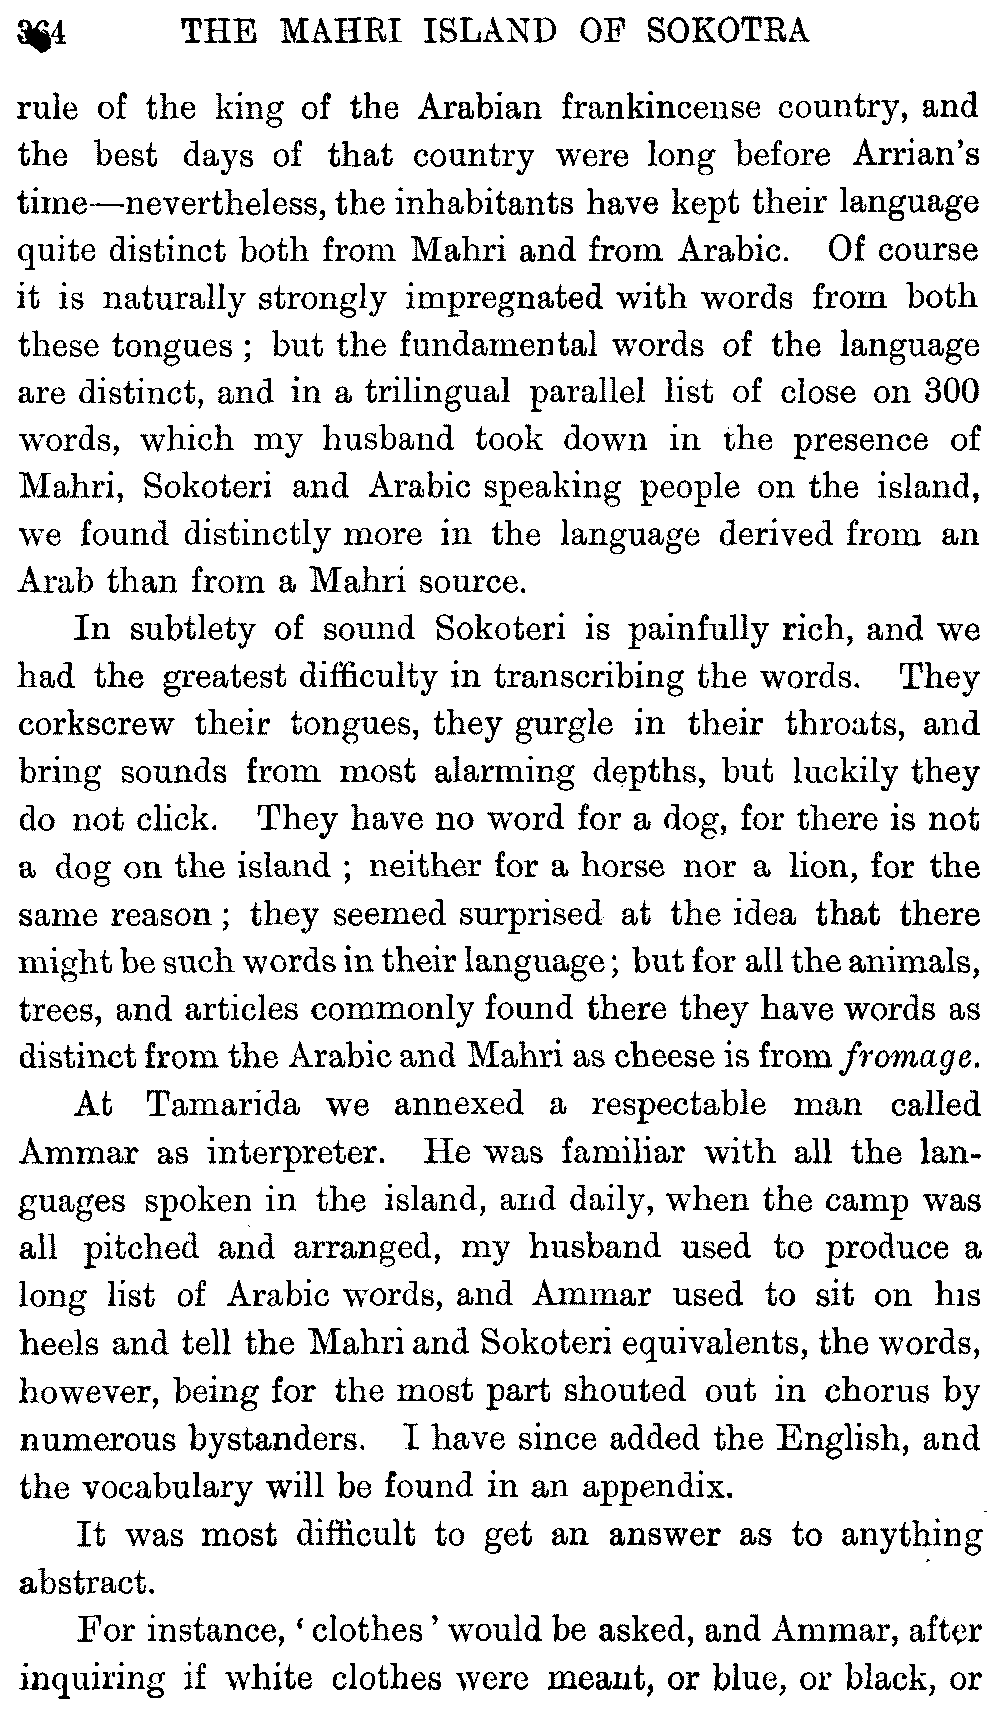 364 THE MAHRI ISLAND OF SOKOTRA
rule of the king of the Arabian frankincense country, and
the best days of that country were long before Arrian's
time—nevertheless, the inhabitants have kept their language
quite distinct both from Mahri and from Arabic. Of course
it is naturally strongly impregnated with words from both
these tongues ; but the fundamental words of the language
are distinct, and in a trilingual parallel list of close on 300
words, which my husband took down in the presence of
Mahri, Sokoteri and Arabic speaking people on the island,
we found distinctly more in the language derived from an
Arab than from a Mahri source.
In subtlety of sound Sokoteri is painfully rich, and we
had the greatest difficulty in transcribing the words. They
corkscrew their tongues, they gurgle in their throats, and
bring sounds from most alarming depths, but luckily they
do not click. They have no word for a dog, for there is not
a dog on the island ; neither for a horse nor a lion, for the
same reason ; they seemed surprised at the idea that there
might be such words in their language ; but for all the animals,
trees, and articles commonly found there they have words as
distinct from the Arabic and Mahri as cheese is from fromage.
At Tamarida we annexed a respectable man called
Ammar as interpreter. He was familiar with all the lan-
guages spoken in the island, and daily, when the camp was
all pitched and arranged, my husband used to produce a
long list of Arabic words, and Ammar used to sit on his
heels and tell the Mahri and Sokoteri equivalents, the words,
however, being for the most part shouted out in chorus by
numerous bystanders. I have since added the English, and
the vocabulary will be found in an appendix.
It was most difficult to get an answer as to anything
abstract.
For instance, ' clothes ' would be asked, and Ammar, after
inquiring if white clothes were meant, or blue, or black, or